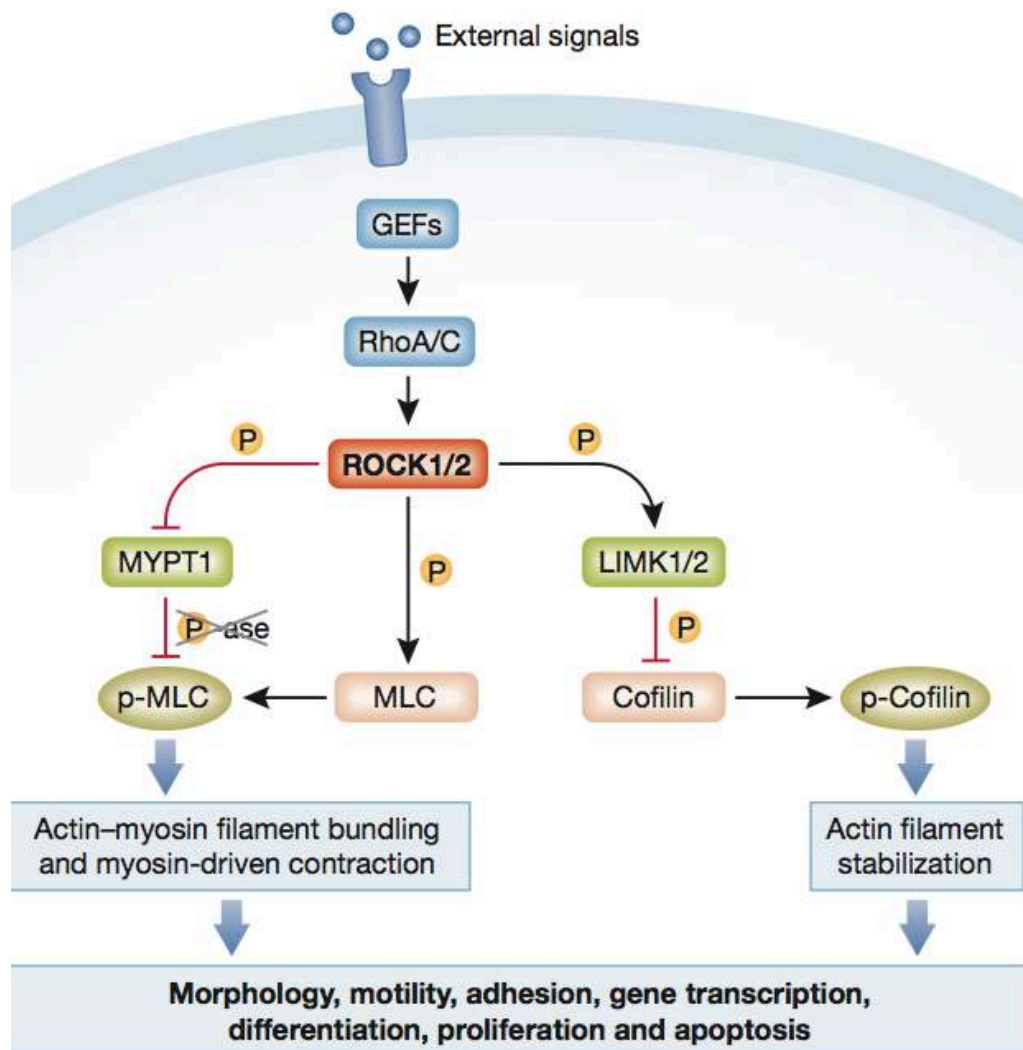 External signals
GEFs
RhoA/C
P
ROCK1/2
P
MYPT1
P
LIMK1/2
P-ase
P
p-MLC
MLC
Cofilin
p-Cofilin
Actin–myosin filament bundling
and myosin-driven contraction
Actin filament
stabilization
Morphology, motility, adhesion, gene transcription,
differentiation, proliferation and apoptosis